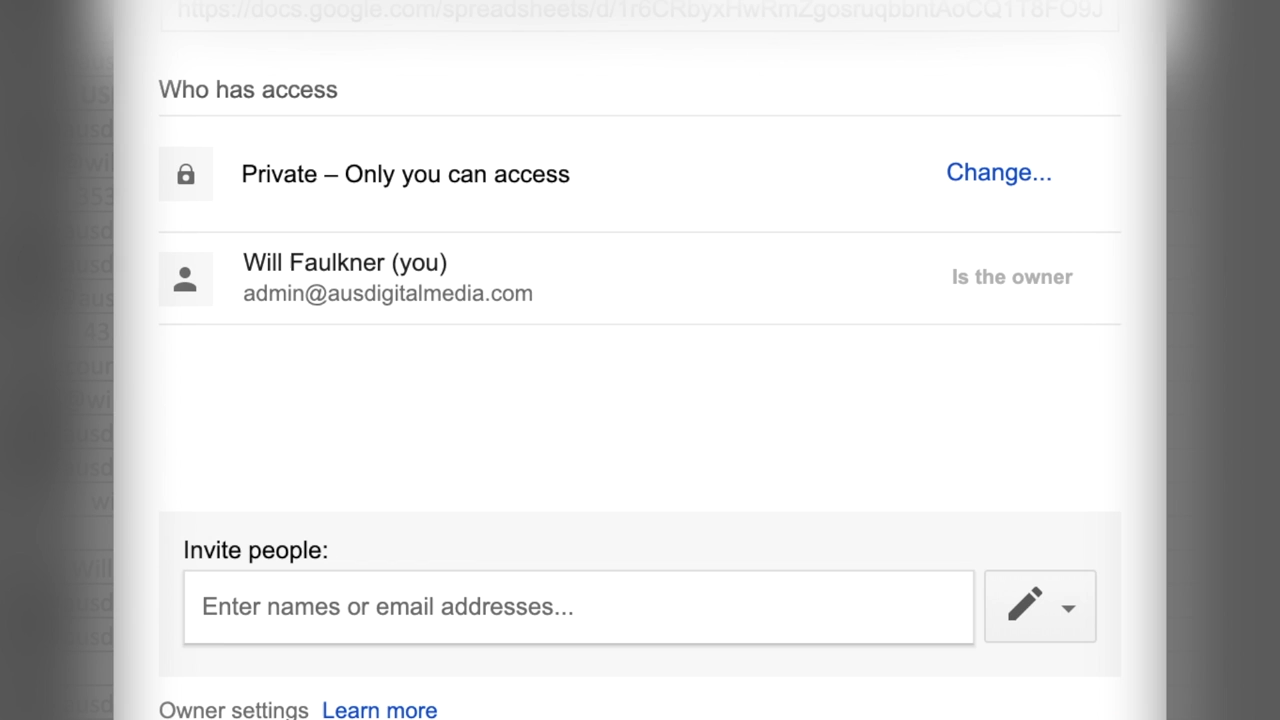 Who has access
Private – Only you can access
Change...
Will Faulkner (you)
admin@ausdigitalmedia.com
Is the owner
Invite people:
Enter names or email addresses...
Owner settings Learn more